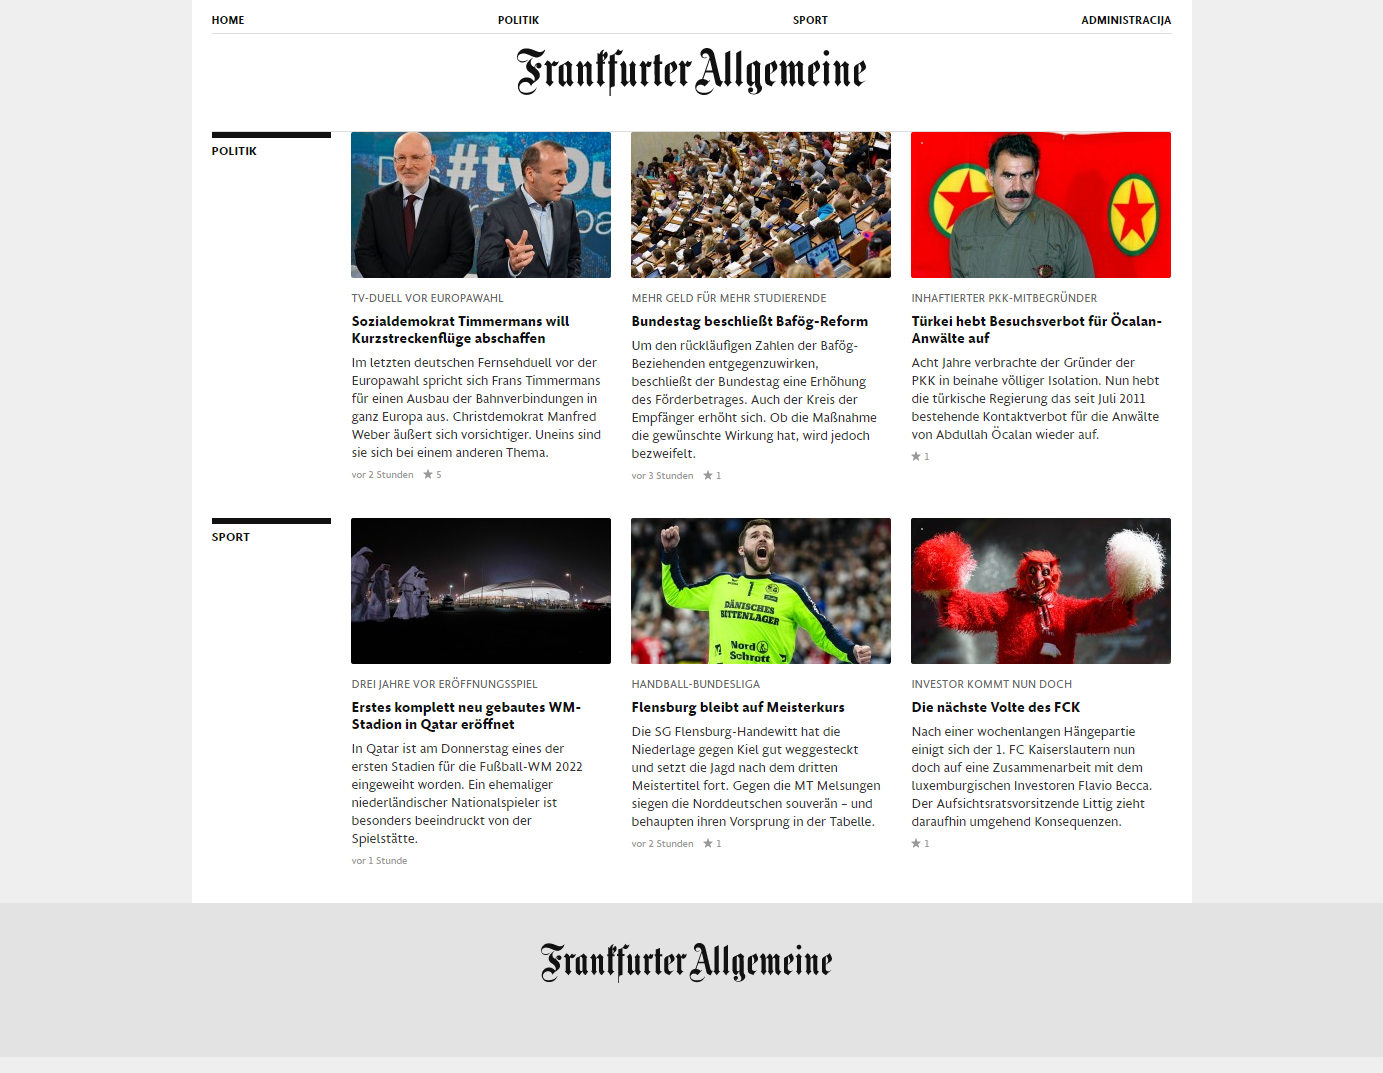 HOME
POLITIK
SPORT
ADMINISTRACIJA
Frankfurter Allgemeine
POLITIK
#tvDu
TV-DUELL VOR EUROPAWAHL
Sozialdemokrat Timmermans will
Kurzstreckenflüge abschaffen
Im letzten deutschen Fernsehduell vor der
Europawahl spricht sich Frans Timmermans
für einen Ausbau der Bahnverbindungen in
ganz Europa aus. Christdemokrat Manfred
Weber äußert sich vorsichtiger. Uneins sind
sie sich bei einem anderen Thema.
vor 2 Stunden ★ 5
MEHR GELD FÜR MEHR STUDIERENDE
Bundestag beschließt Bafög-Reform
Um den rückläufigen Zahlen der Bafög-
Beziehenden entgegenzuwirken,
beschließt der Bundestag eine Erhöhung
des Förderbetrages. Auch der Kreis der
Empfänger erhöht sich. Ob die Maßnahme
die gewünschte Wirkung hat, wird jedoch
bezweifelt.
vor 3 Stunden ★ 1
INHAFTIERTER PKK-MITBEGRÜNDER
Türkei hebt Besuchsverbot für Öcalan-
Anwälte auf
Acht Jahre verbrachte der Gründer der
PKK in beinahe völliger Isolation. Nun hebt
die türkische Regierung das seit Juli 2011
bestehende Kontaktverbot für die Anwälte
von Abdullah Öcalan wieder auf.
★ 1
SPORT
DREI JAHRE VOR ERÖFFNUNGSSPIEL
Erstes komplett neu gebautes WM-
Stadion in Qatar eröffnet
In Qatar ist am Donnerstag eines der
ersten Stadien für die Fußball-WM 2022
eingeweiht worden. Ein ehemaliger
niederländischer Nationalspieler ist
besonders beeindruckt von der
Spielstätte.
vor 1 Stunde
1
DÄNISCHES
BETTENLAGER
Nord
Schrott
HANDBALL-BUNDESLIGA
Flensburg bleibt auf Meisterkurs
Die SG Flensburg-Handewitt hat die
Niederlage gegen Kiel gut weggesteckt
und setzt die Jagd nach dem dritten
Meistertitel fort. Gegen die MT Melsungen
siegen die Norddeutschen souverän – und
behaupten ihren Vorsprung in der Tabelle.
vor 2 Stunden ★ 1
INVESTOR KOMMT NUN DOCH
Die nächste Volte des FCK
Nach einer wochenlangen Hängepartie
einigt sich der 1. FC Kaiserslautern nun
doch auf eine Zusammenarbeit mit dem
luxemburgischen Investoren Flavio Becca.
Der Aufsichtsratsvorsitzende Littig zieht
daraufhin umgehend Konsequenzen.
★ 1
Frankfurter Allgemeine